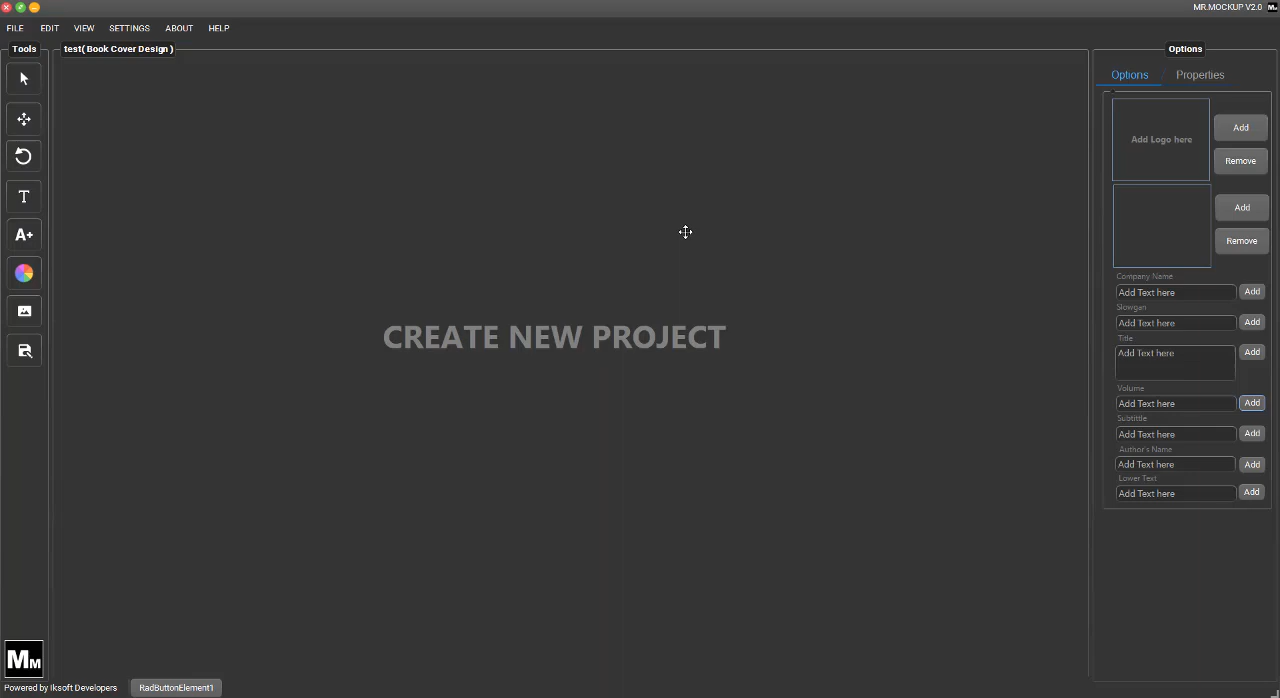 MR.MOCKUP V2.0 MM
FILE EDIT VIEW SETTINGS ABOUT HELP
Tools
test( Book Cover Design )
Options
Options
Properties
Add Logo here
Add
Remove
Add
Remove
Company Name
Add Text here
Add
Slowgan
Add Text here
Add
Title
Add Text here
Add
Volume
Add Text here
Add
Subtittle
Add Text here
Add
Author's Name
Add Text here
Add
Lower Text
Add Text here
Add
T
A+
CREATE NEW PROJECT
MM
Powered by Iksoft Developers
RadButtonElement1